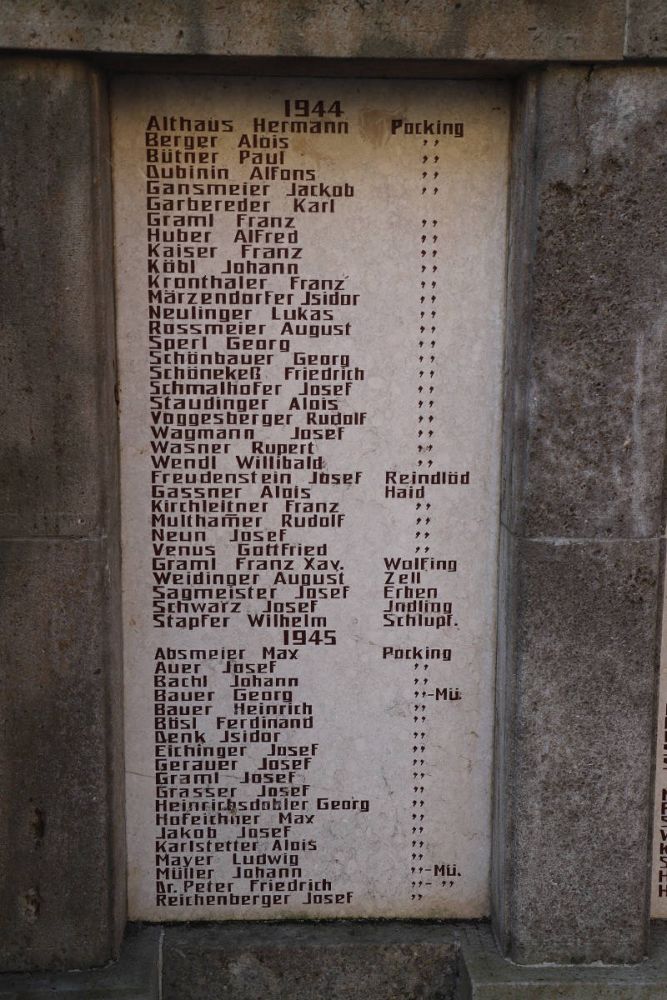 1944
Althaus Hermann Pocking
Berger Alois ,,
Bütner Paul ,,
Dubinin Alfons ,,
Gansmeier Jackob ,,
Garbereder Karl
Graml Franz ,,
Huber Alfred ,,
Kaiser Franz ,,
Köbl Johann ,,
Kronthaler Franz ,,
Märzendorfer Jsidor ,,
Neulinger Lukas ,,
Rossmeier August ,,
Sperl Georg ,,
Schönbauer Georg ,,
Schönekeß Friedrich ,,
Schmalhofer Josef ,,
Staudinger Alois ,,
Voggesberger Rudolf ,,
Wagmann Josef ,,
Wasner Rupert ,,
Wendl Willibald ,,
Freudenstein Josef Reindlöd
Gassner Alois Haid
Kirchleitner Franz ,,
Multhamer Rudolf ,,
Neun Josef ,,
Venus Gottfried ,,
Graml Franz Xav. Wolfing
Weidinger August Zell
Sagmeister Josef Erben
Schwarz Josef Jndling
Stapfer Wilhelm Schlupf.
1945
Absmeier Max Pocking
Auer Josef ,,
Bachl Johann ,,
Bauer Georg ,,-Mü.
Bauer Heinrich ,,
Bösl Ferdinand ,,
Denk Jsidor ,,
Eichinger Josef ,,
Gerauer Josef ,,
Graml Josef ,,
Grasser Josef ,,
Heinrichsdobler Georg ,,
Hofeichner Max ,,
Jakob Josef ,,
Karlstetter Alois ,,
Mayer Ludwig ,,
Müller Johann ,,-Mü.
Dr. Peter Friedrich ,,- ,,
Reichenberger Josef ,,